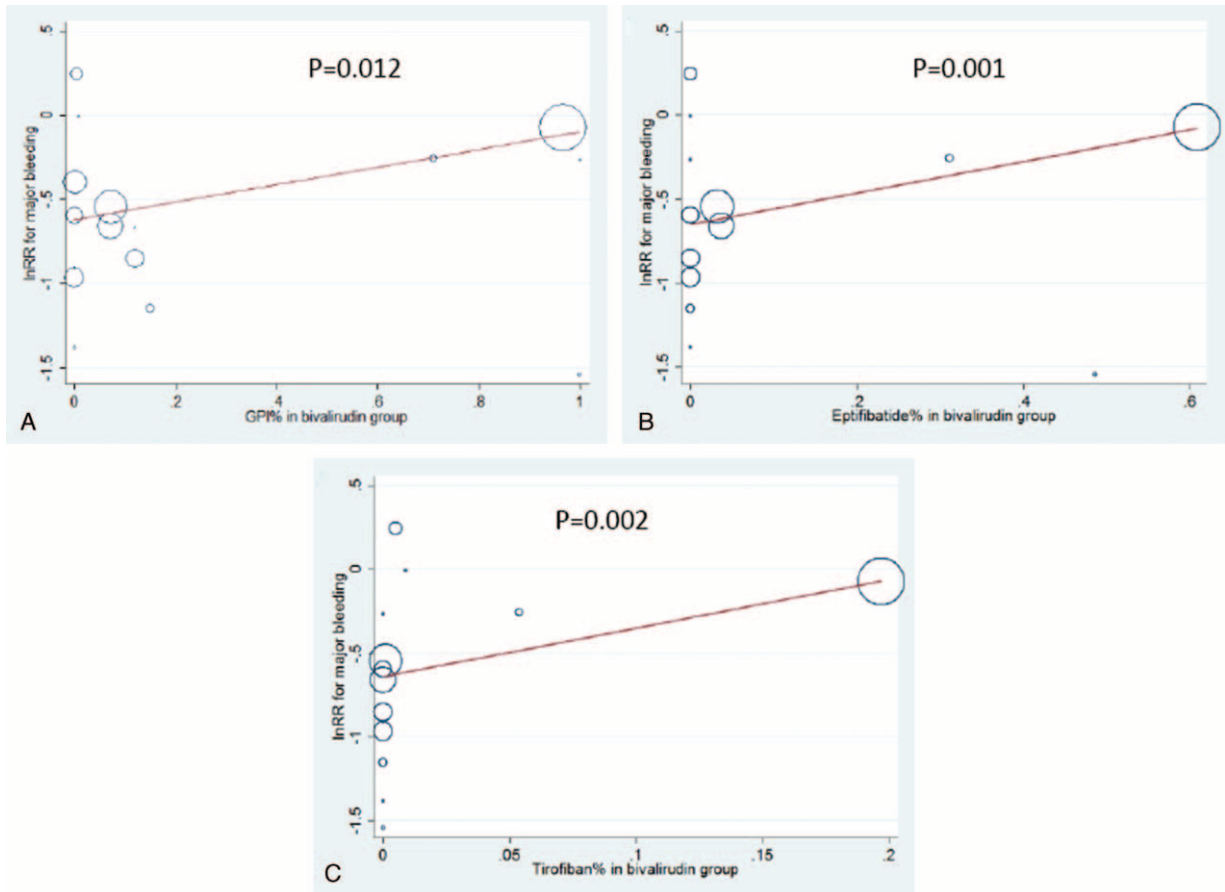 P=0.012
.5
0
-.5
-1
-1.5
lnRR for major bleeding
0
.2
.4
.6
.8
1
GPI% in bivalirudin group
A
P=0.001
.5
0
-.5
-1
-1.5
lnRR for major bleeding
0
.2
.4
.6
Eptifibatide% in bivalirudin group
B
P=0.002
.5
0
-.5
-1
-1.5
lnRR for major bleeding
0
.05
.1
.15
.2
Tirofiban% in bivalirudin group
C